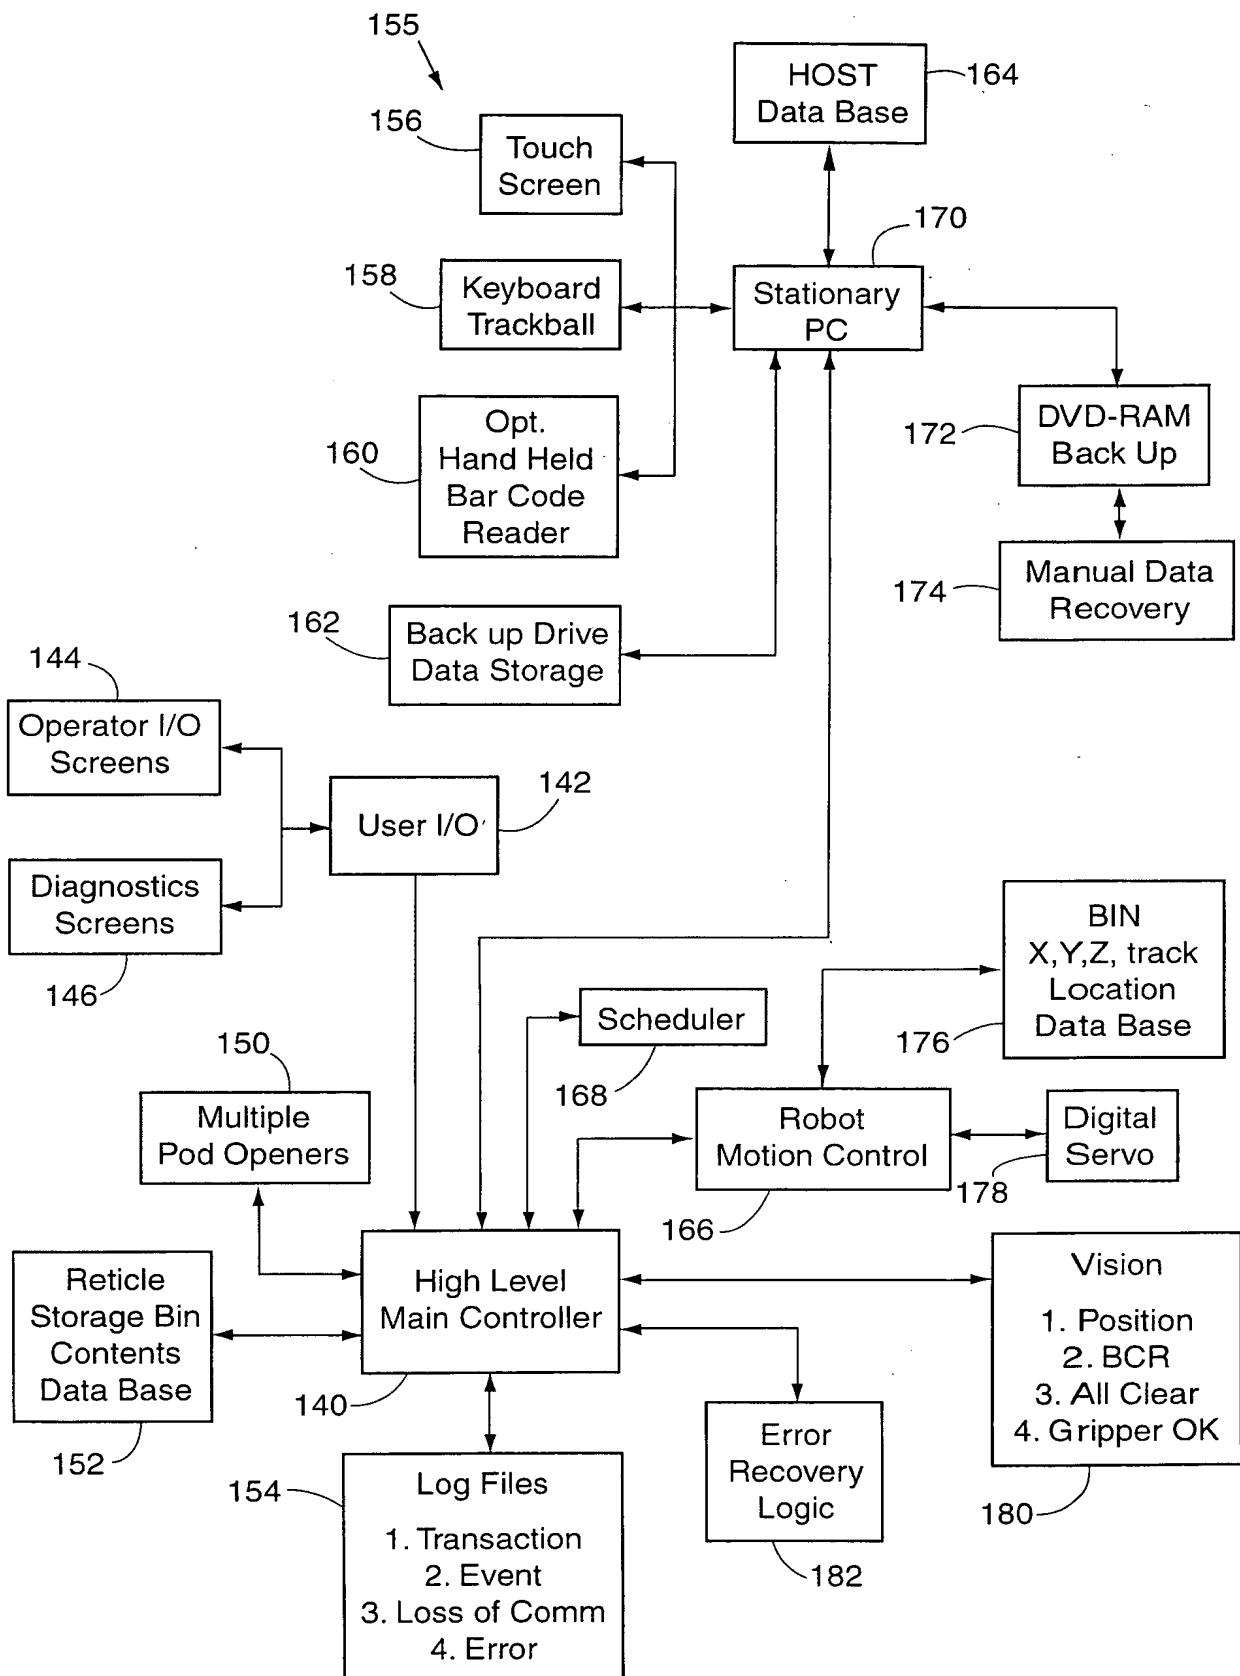 155
HOST
Data Base
164
156
Touch
Screen
170
158
Keyboard
Trackball
Stationary
PC
160
Opt.
Hand Held
Bar Code
Reader
172
DVD-RAM
Back Up
162
Back up Drive
Data Storage
174
Manual Data
Recovery
144
Operator I/O
Screens
User I/O
142
Diagnostics
Screens
146
BIN
X,Y,Z, track
Location
Data Base
176
Scheduler
168
150
Multiple
Pod Openers
Robot
Motion Control
166
Digital
Servo
178
Reticle
Storage Bin
Contents
Data Base
152
High Level
Main Controller
140
Vision
1. Position
2. BCR
3. All Clear
4. Gripper OK
180
Error
Recovery
Logic
182
154
Log Files
1. Transaction
2. Event
3. Loss of Comm
4. Error